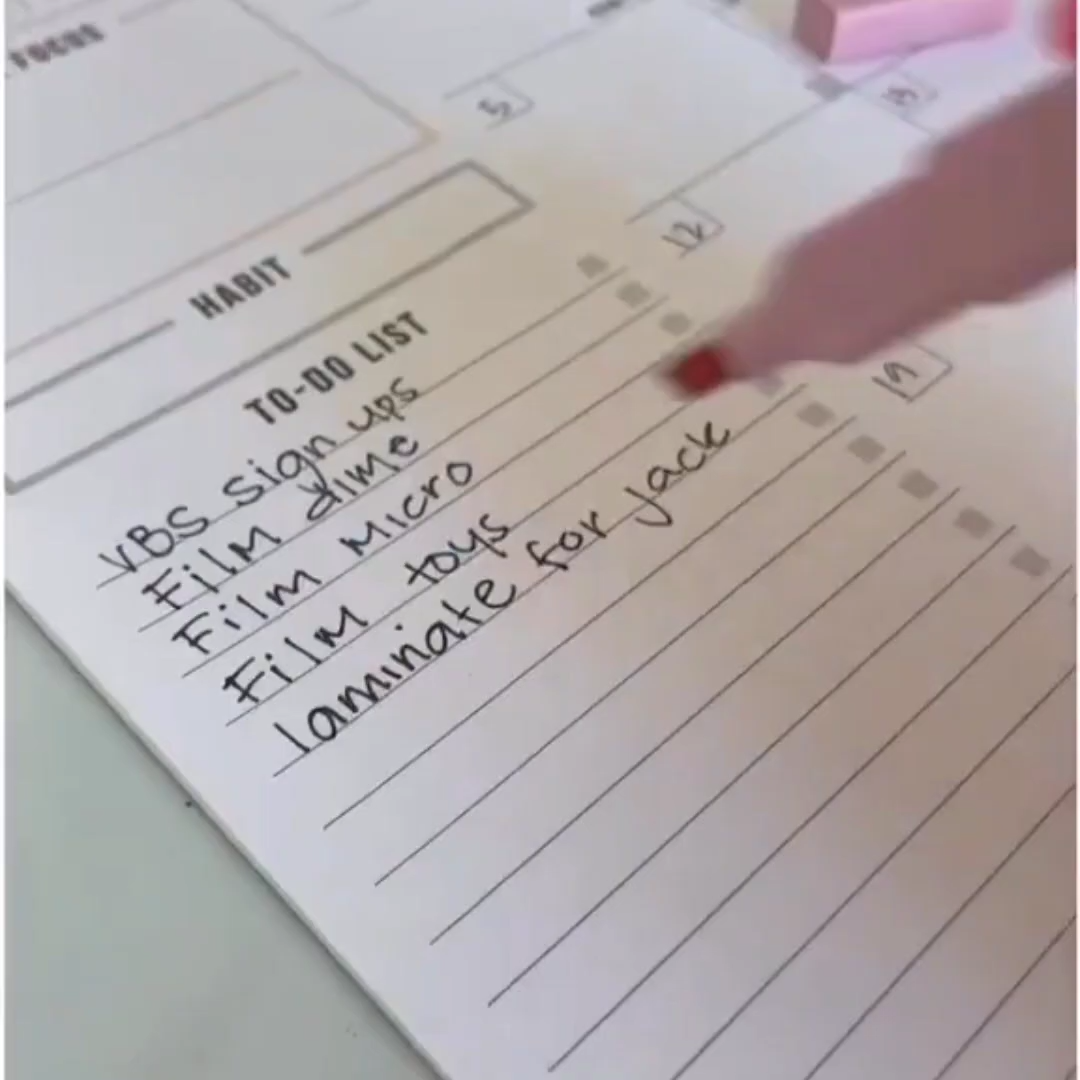 FOCUS
5
12
19
HABIT
TO-DO LIST
VBS sign ups
Film dime
Film micro
Film toys
laminate for jack